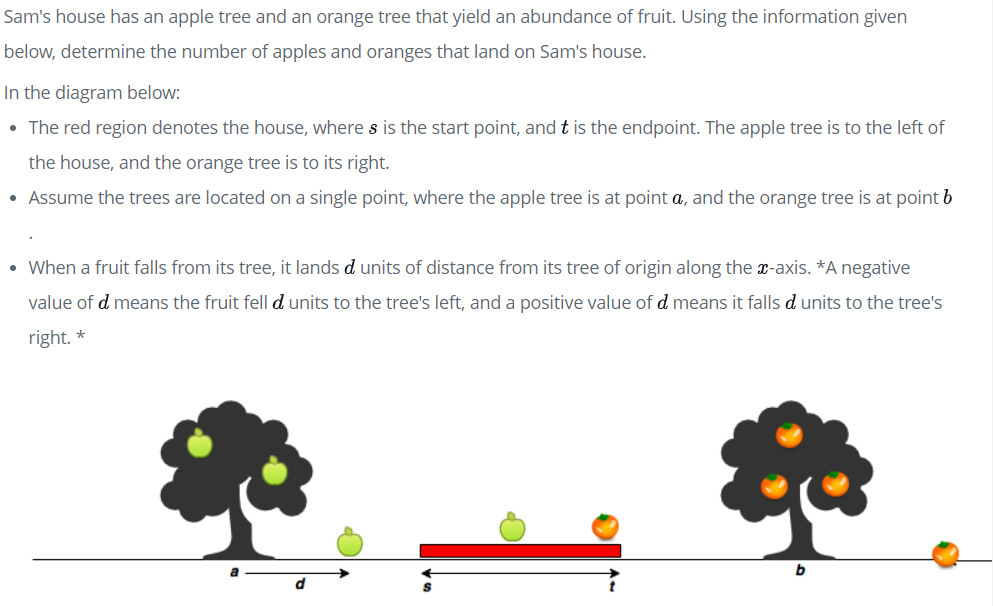 Sam's house has an apple tree and an orange tree that yield an abundance of fruit. Using the information given
below, determine the number of apples and oranges that land on Sam's house.
In the diagram below:
• The red region denotes the house, where s is the start point, and t is the endpoint. The apple tree is to the left of
the house, and the orange tree is to its right.
• Assume the trees are located on a single point, where the apple tree is at point a, and the orange tree is at point b
.
• When a fruit falls from its tree, it lands d units of distance from its tree of origin along the x-axis. *A negative
value of d means the fruit fell d units to the tree's left, and a positive value of d means it falls d units to the tree's
right. *
a
d
s
t
b